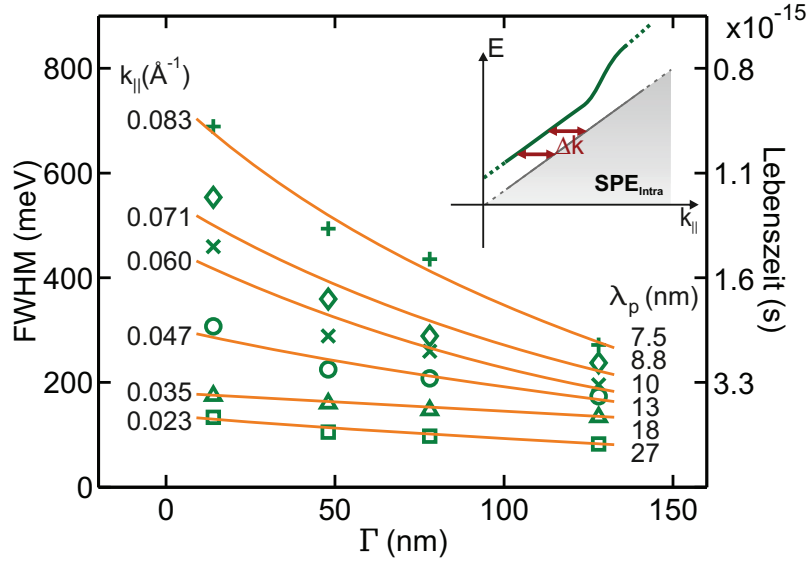 x10⁻¹⁵
800
600
400
200
0
FWHM (meV)
k||(Å⁻¹)
0.083
0.071
0.060
0.047
0.035
0.023
E
Δk
SPE Intra
k||
λp (nm)
7.5
8.8
10
13
18
27
0.8
1.1
1.6
3.3
Lebenszeit (s)
0 50 100 150
Γ (nm)